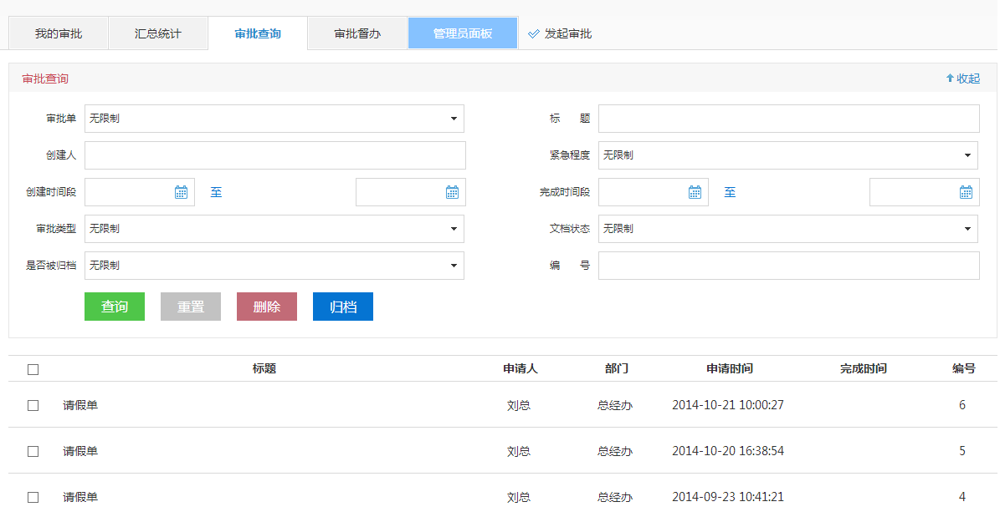 我的审批 汇总统计 审批查询 审批督办 管理员面板 发起审批
审批查询 收起
审批单 无限制 标 题
创建人 紧急程度 无限制
创建时间段 至 完成时间段 至
审批类型 无限制 文档状态 无限制
是否被归档 无限制 编 号
查询 重置 删除 归档
标题 申请人 部门 申请时间 完成时间 编号
请假单 刘总 总经办 2014-10-21 10:00:27 6
请假单 刘总 总经办 2014-10-20 16:38:54 5
请假单 刘总 总经办 2014-09-23 10:41:21 4